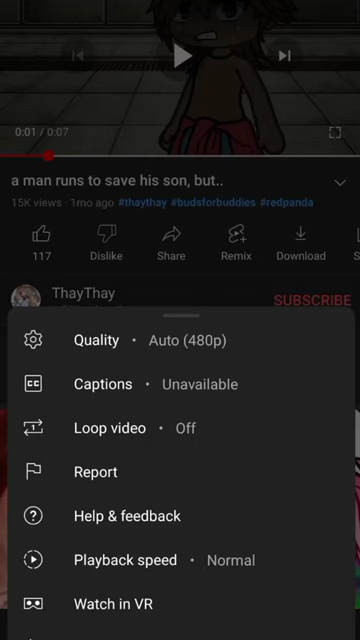 0:01 / 0:07
a man runs to save his son, but..
15K views · 1mo ago #thaythay #budsforbuddies #redpanda
117 Dislike Share Remix Download S
ThayThay SUBSCRIBE
Quality · Auto (480p)
CC Captions · Unavailable
1 Loop video · Off
Report
? Help & feedback
Playback speed · Normal
Watch in VR